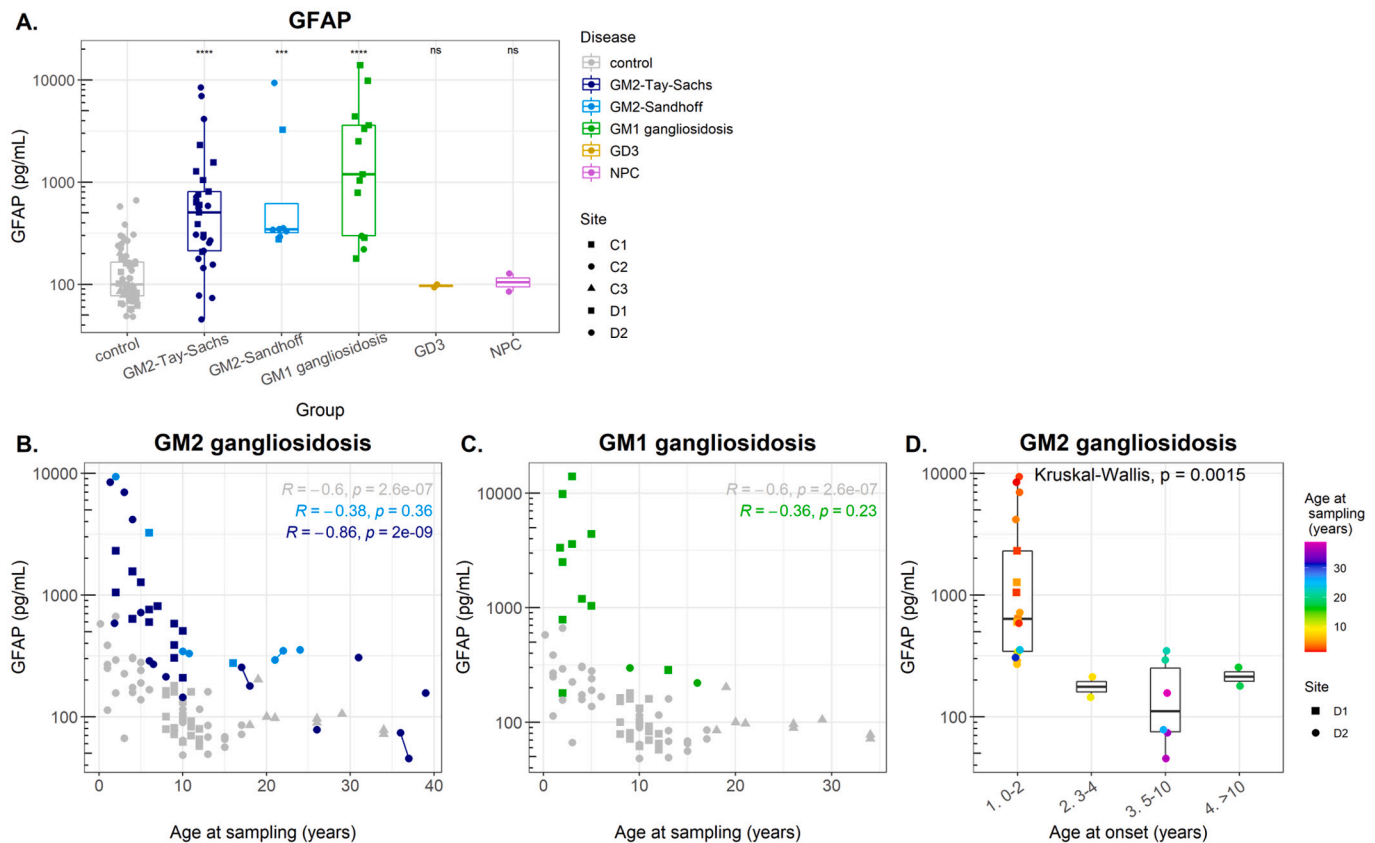 A.
GFAP
**** *** **** ns ns
10000
1000
100
GFAP (pg/mL)
control GM2-Tay-Sachs GM2-Sandhoff GM1 gangliosidosis GD3 NPC
Group
Disease
control
GM2-Tay-Sachs
GM2-Sandhoff
GM1 gangliosidosis
GD3
NPC
Site
C1
C2
C3
D1
D2
B.
GM2 gangliosidosis
R = −0.6, p = 2.6e-07
R = −0.38, p = 0.36
R = −0.86, p = 2e-09
10000
1000
100
GFAP (pg/mL)
0 10 20 30 40
Age at sampling (years)
C.
GM1 gangliosidosis
R = −0.6, p = 2.6e-07
R = −0.36, p = 0.23
10000
1000
100
GFAP (pg/mL)
0 10 20 30
Age at sampling (years)
D.
GM2 gangliosidosis
Kruskal-Wallis, p = 0.0015
10000
1000
100
GFAP (pg/mL)
1. 0-2 2. 3-4 3. 5-10 4. >10
Age at onset (years)
Age at
sampling
(years)
30
20
10
Site
D1
D2